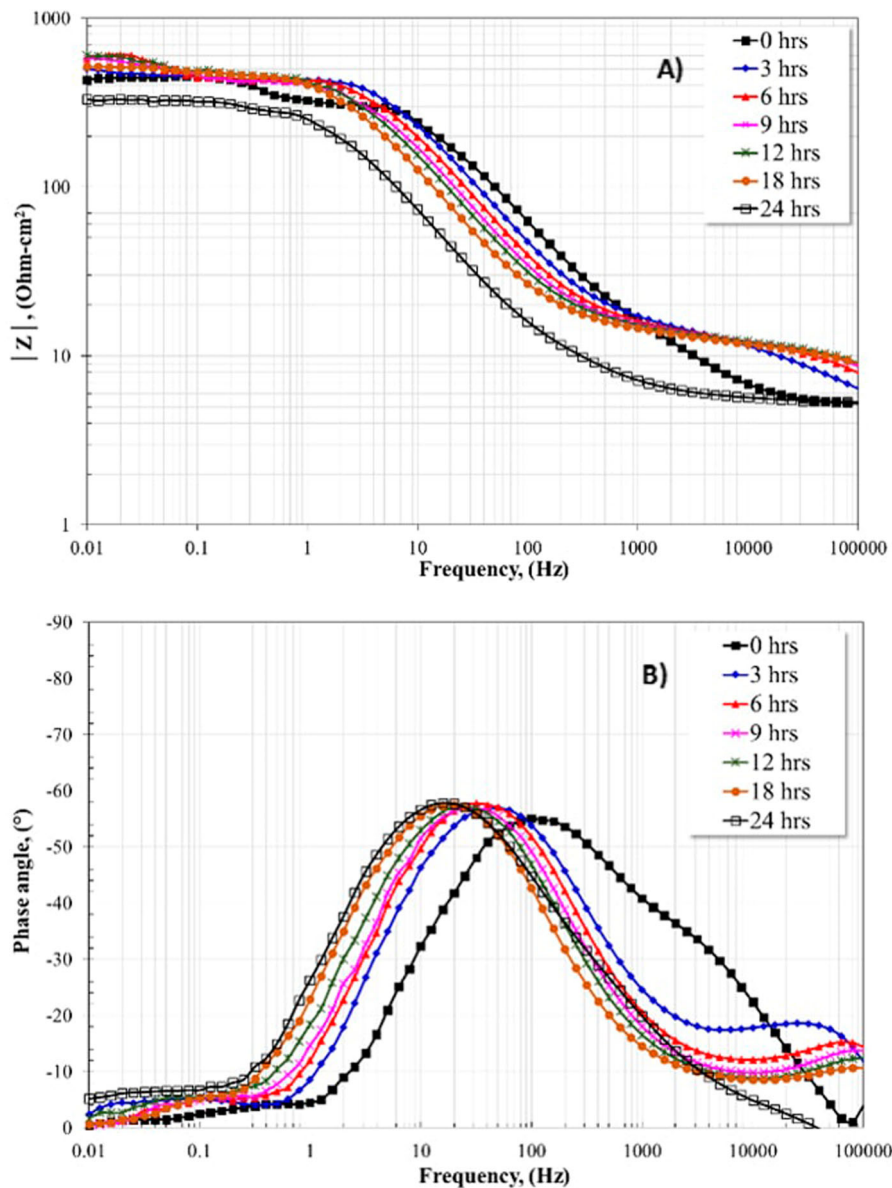 1000
100
10
1
|Z|, (Ohm-cm²)
A)
0 hrs
3 hrs
6 hrs
9 hrs
12 hrs
18 hrs
24 hrs
0.01 0.1 1 10 100 1000 10000 100000
Frequency, (Hz)
-90
-80
-70
-60
-50
-40
-30
-20
-10
0
Phase angle, (°)
B)
0 hrs
3 hrs
6 hrs
9 hrs
12 hrs
18 hrs
24 hrs
0.01 0.1 1 10 100 1000 10000 100000
Frequency, (Hz)